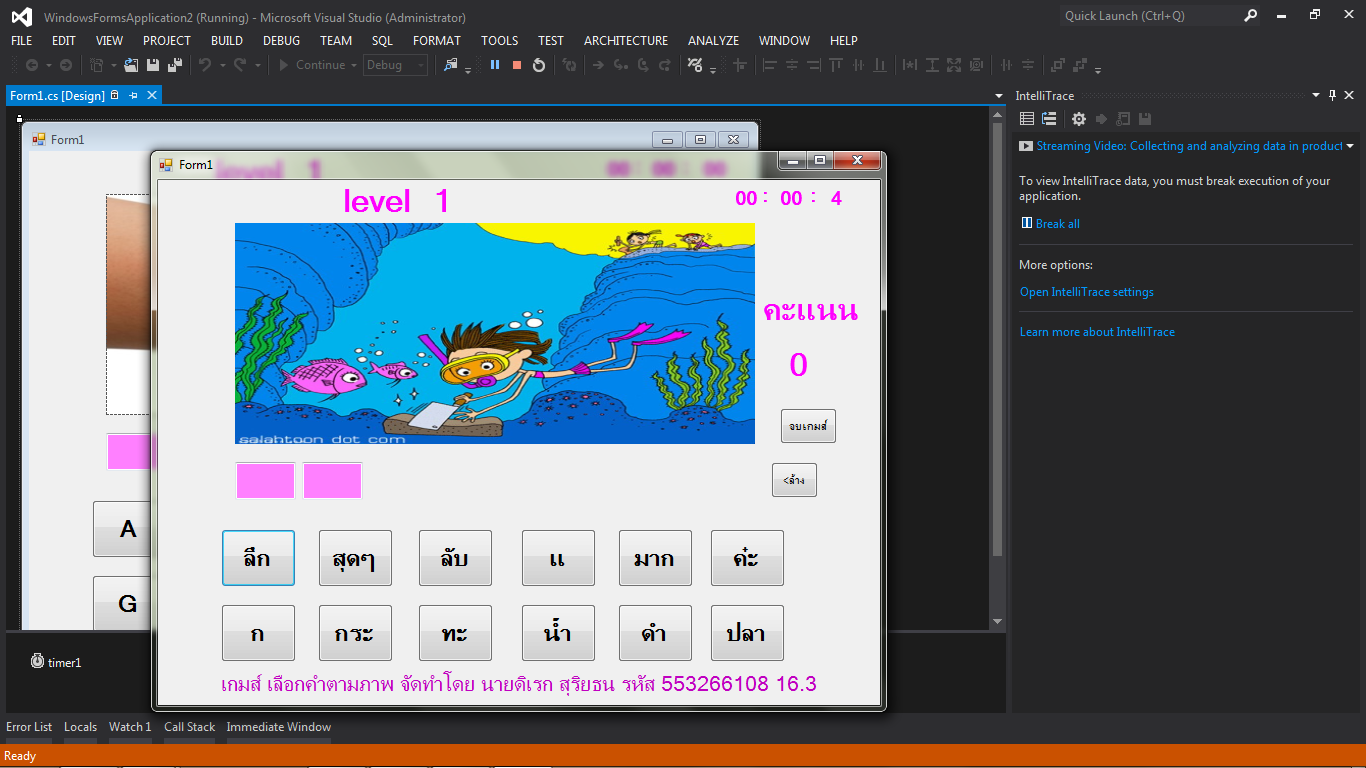 WindowsFormsApplication2 (Running) - Microsoft Visual Studio (Administrator)
Quick Launch (Ctrl+Q)
FILE EDIT VIEW PROJECT BUILD DEBUG TEAM SQL FORMAT TOOLS TEST ARCHITECTURE ANALYZE WINDOW HELP
Continue Debug
Form1.cs [Design]
IntelliTrace
Streaming Video: Collecting and analyzing data in product
To view IntelliTrace data, you must break execution of your
application.
Break all
More options:
Open IntelliTrace settings
Learn more about IntelliTrace
Form1
level 1 00 : 00 : 00
A
G
Form1
level 1
00 : 00 : 4
คะแนน
0
salahtoon dot com
จบเกมส์
<ล้าง
ลึก สุดๆ ลับ แ มาก ค่ะ
ก กระ ทะ น้ำ ดำ ปลา
เกมส์ เลือกคำตามภาพ จัดทำโดย นายดิเรก สุริยธน รหัส 553266108 16.3
timer1
Error List Locals Watch 1 Call Stack Immediate Window
Ready